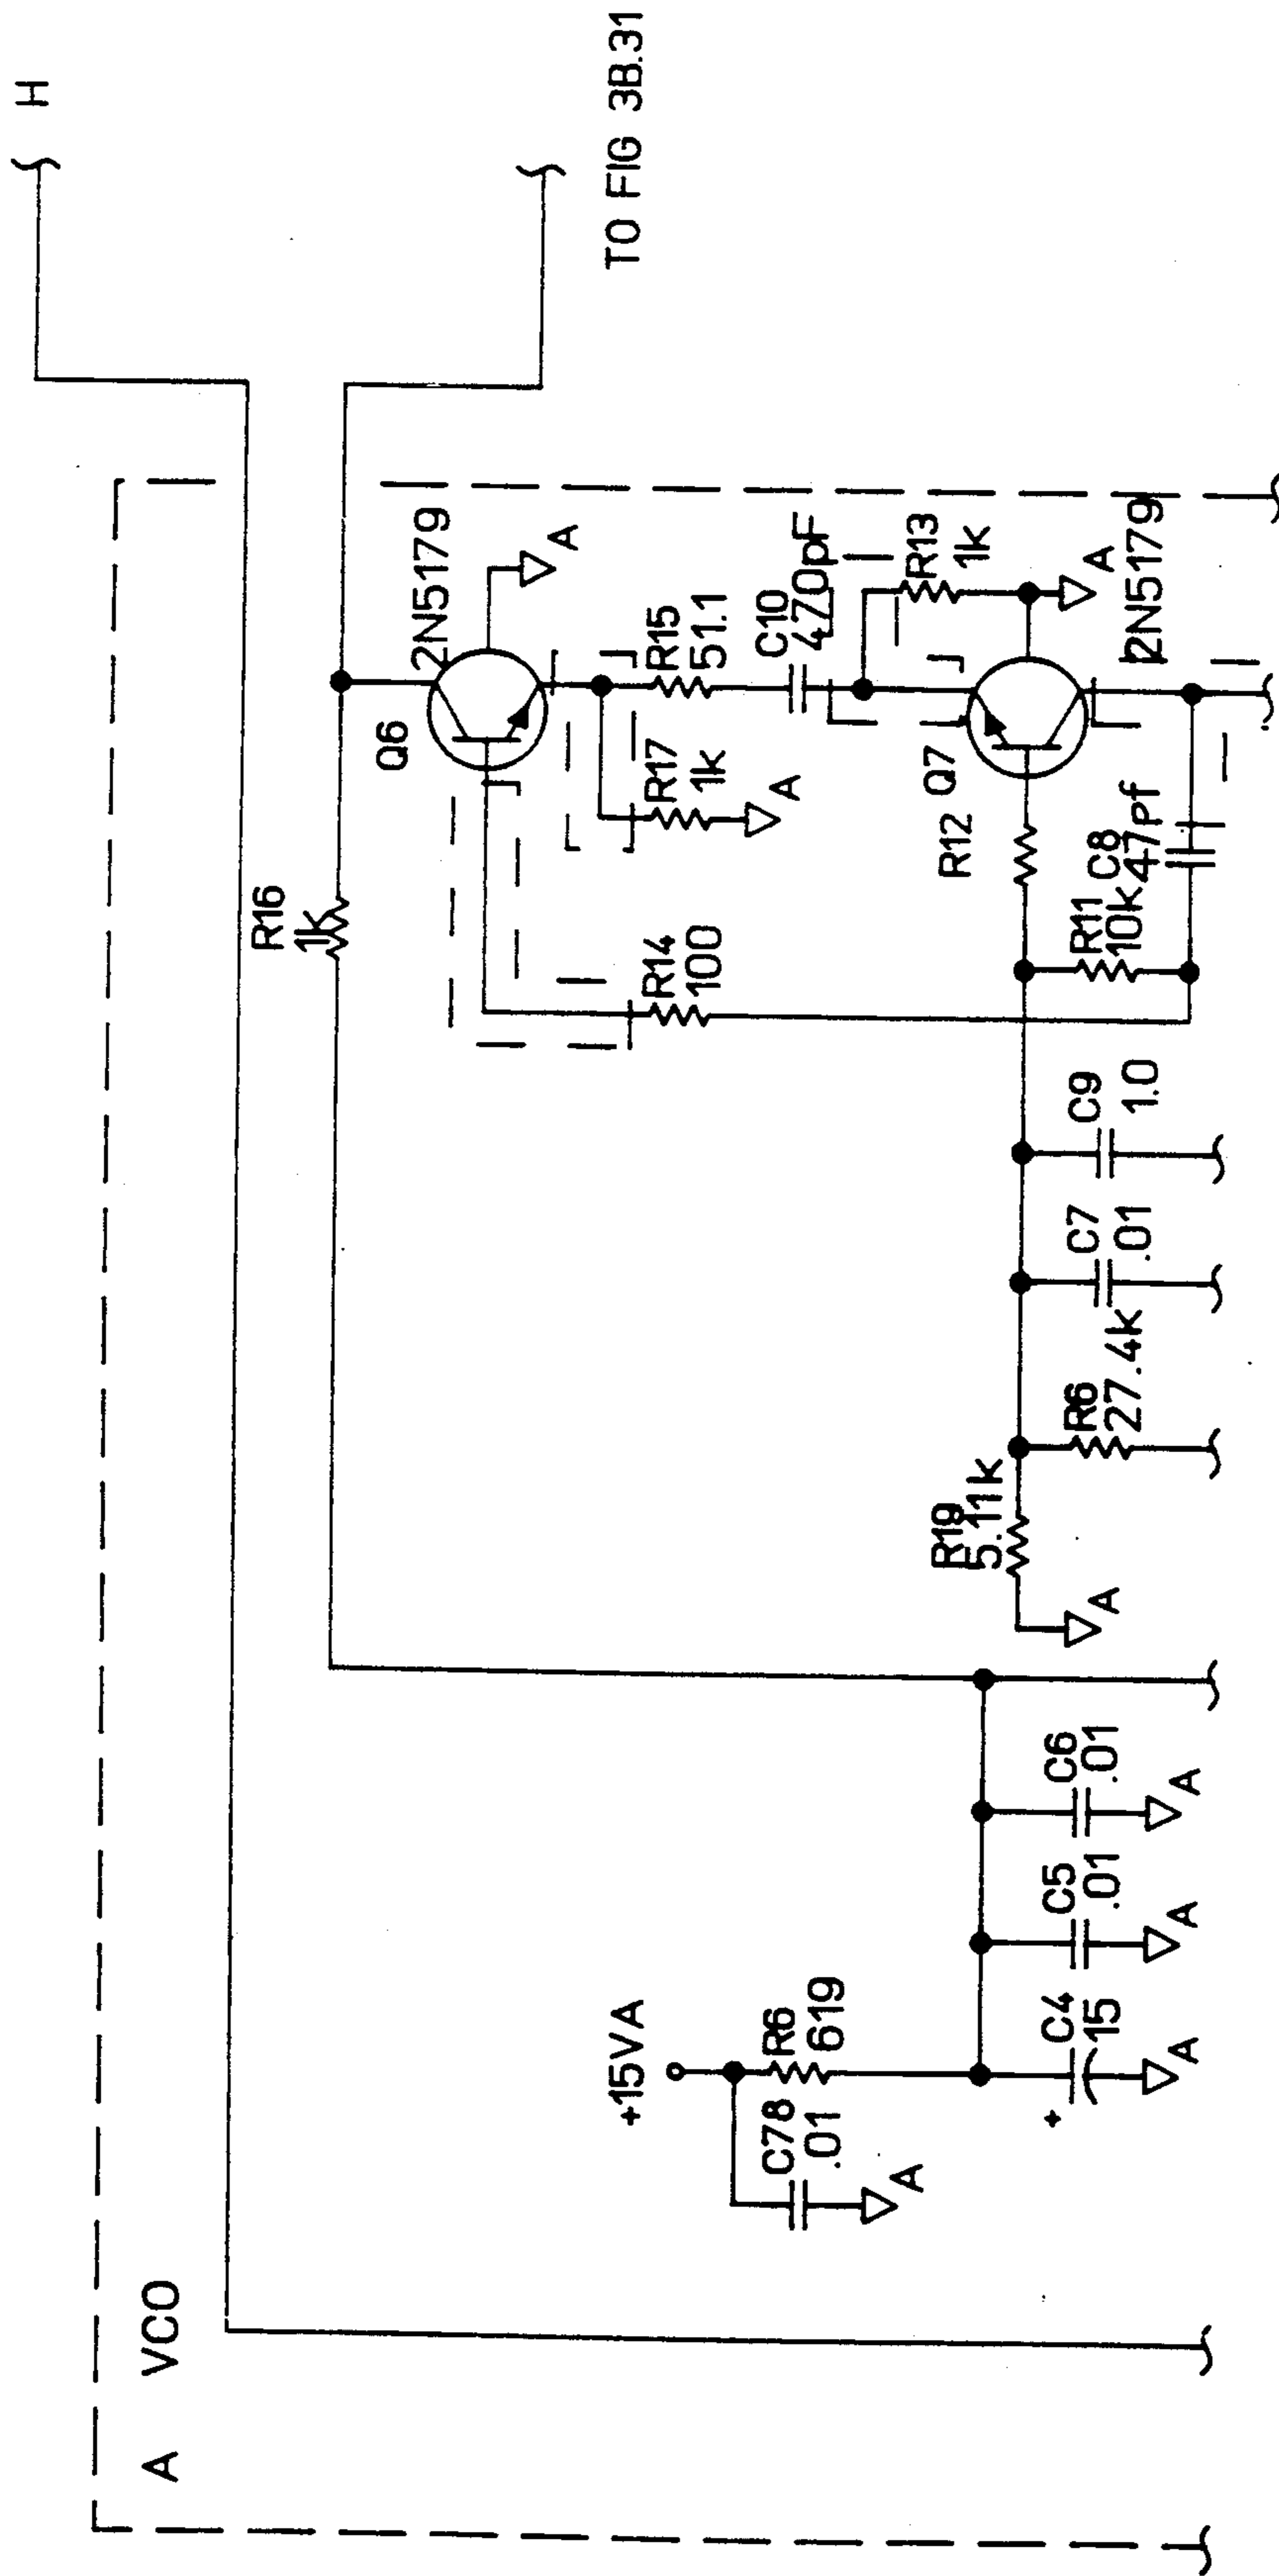 H
TO FIG 3B.31
A VCO
R16
1k
Q6
2N5179
A
R14
100
R17
1k
A
R15
51.1
C10
470pF
R13
1k
A
R12
Q7
2N5179
R11
10k
C8
47pf
C9
1.0
C7
.01
R6
27.4k
R19
5.11k
A
+15VA
C78
.01
A
R6
619
+
C4
15
A
C5
.01
A
C6
.01
A